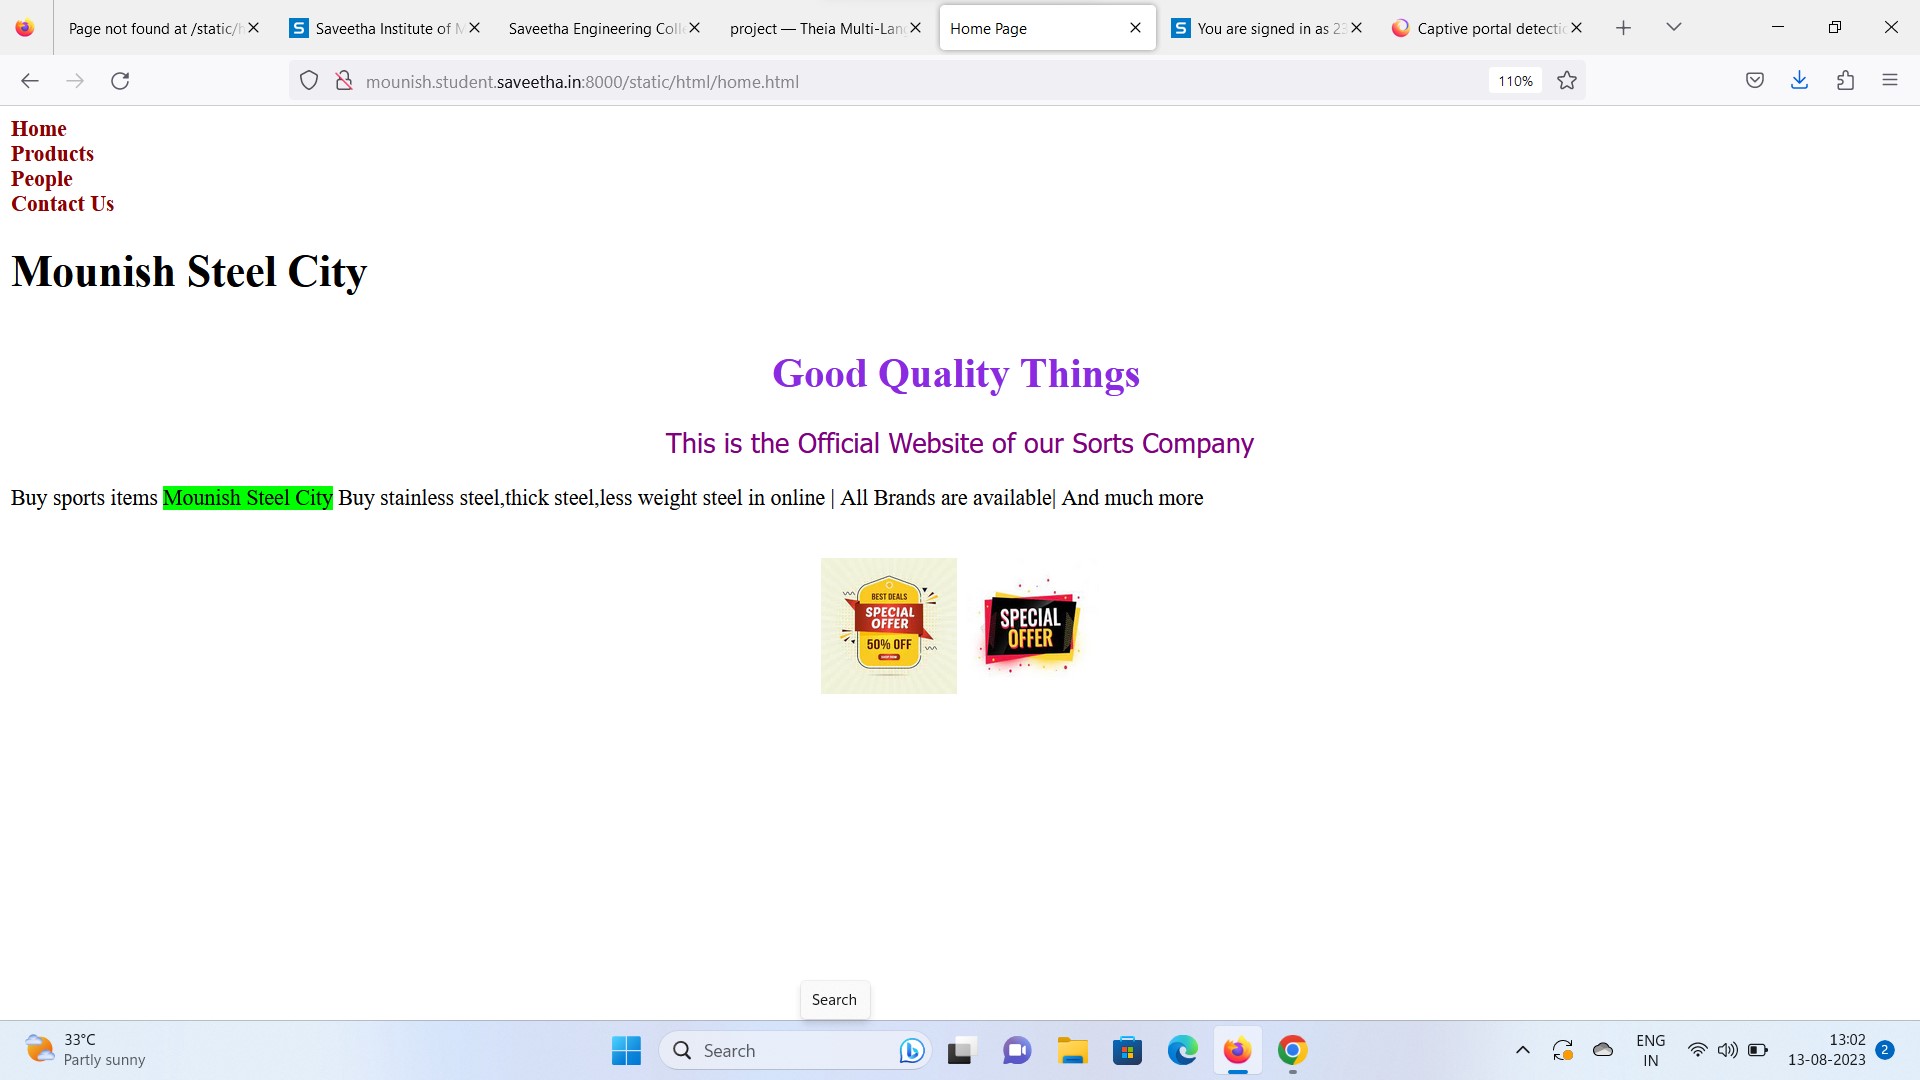 Page not found at /static/h
Saveetha Institute of M
Saveetha Engineering Coll
project — Theia Multi-Lang
Home Page
You are signed in as 23
Captive portal detectio
mounish.student.saveetha.in:8000/static/html/home.html
110%
Home
Products
People
Contact Us
Mounish Steel City
Good Quality Things
This is the Official Website of our Sorts Company
Buy sports items Mounish Steel City Buy stainless steel,thick steel,less weight steel in online | All Brands are available| And much more
BEST DEALS
SPECIAL
OFFER
50% OFF
SPECIAL
OFFER
Search
33°C
Partly sunny
Search
ENG
IN
13:02
13-08-2023
2